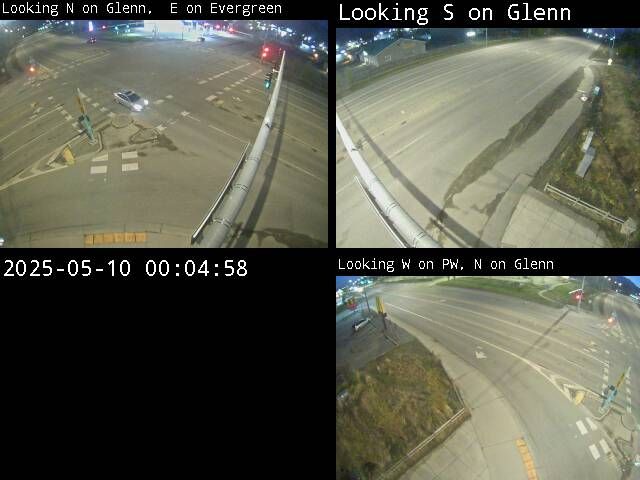 Looking N on Glenn,  E on Evergreen
Looking S on Glenn
2025-05-10 00:04:58
Looking W on PW, N on Glenn